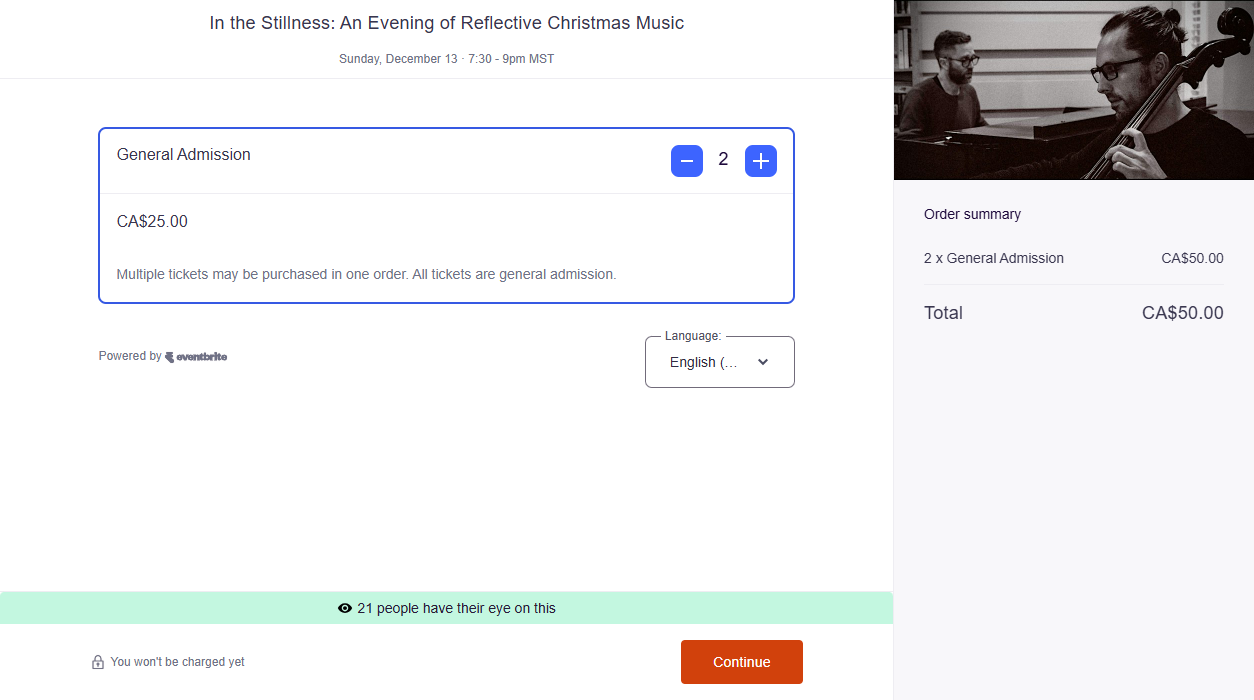 In the Stillness: An Evening of Reflective Christmas Music
Sunday, December 13 · 7:30 - 9pm MST
General Admission
2
CA$25.00
Multiple tickets may be purchased in one order. All tickets are general admission.
Powered by eventbrite
Language:
English (...
21 people have their eye on this
You won't be charged yet
Continue
Order summary
2 x General Admission CA$50.00
Total CA$50.00